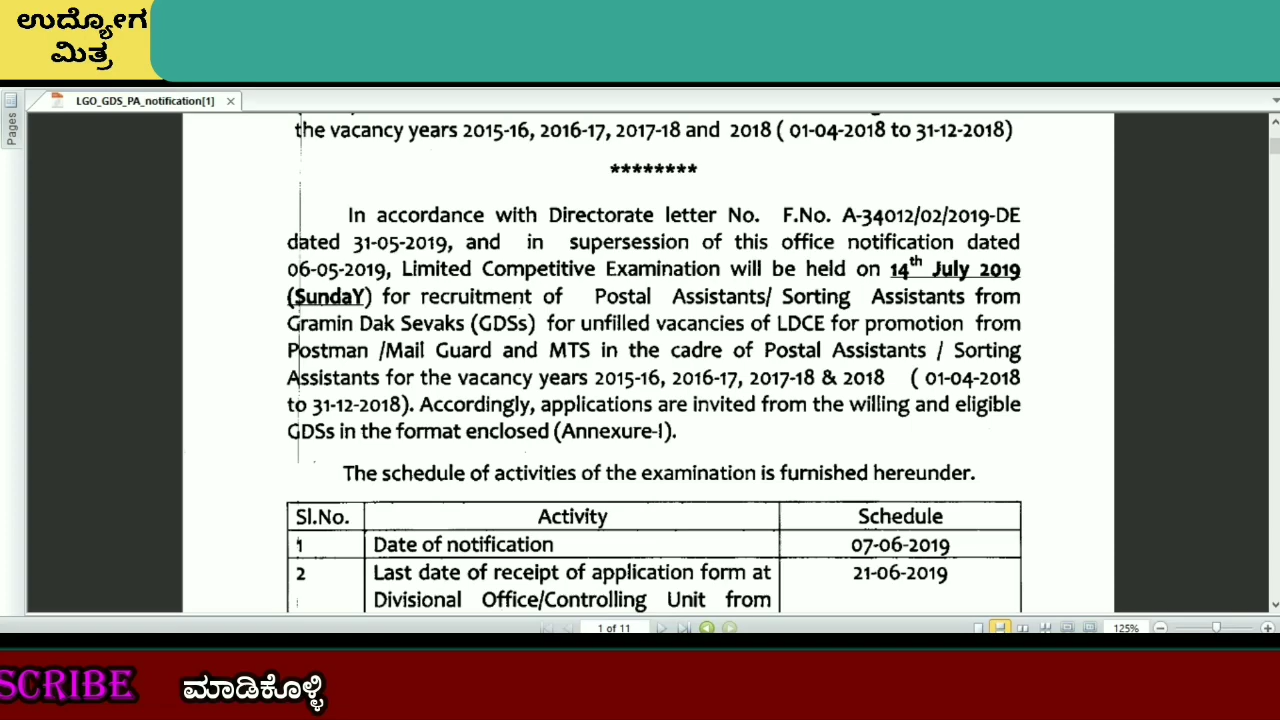 ಉದ್ಯೋಗ
ಮಿತ್ರ
LGO_GDS_PA_notification[1]
Pages
the vacancy years 2015-16, 2016-17, 2017-18 and 2018 ( 01-04-2018 to 31-12-2018)
********
In accordance with Directorate letter No. F.No. A-34012/02/2019-DE
dated 31-05-2019, and in supersession of this office notification dated
06-05-2019, Limited Competitive Examination will be held on 14th July 2019
(SundaY) for recruitment of Postal Assistants/ Sorting Assistants from
Gramin Dak Sevaks (GDSs) for unfilled vacancies of LDCE for promotion from
Postman /Mail Guard and MTS in the cadre of Postal Assistants / Sorting
Assistants for the vacancy years 2015-16, 2016-17, 2017-18 & 2018 ( 01-04-2018
to 31-12-2018). Accordingly, applications are invited from the willing and eligible
GDSs in the format enclosed (Annexure-I).
The schedule of activities of the examination is furnished hereunder.
Sl.No. Activity Schedule
1 Date of notification 07-06-2019
2 Last date of receipt of application form at 21-06-2019
Divisional Office/Controlling Unit from
1 of 11
125%
SCRIBE ಮಾಡಿಕೊಳ್ಳಿ